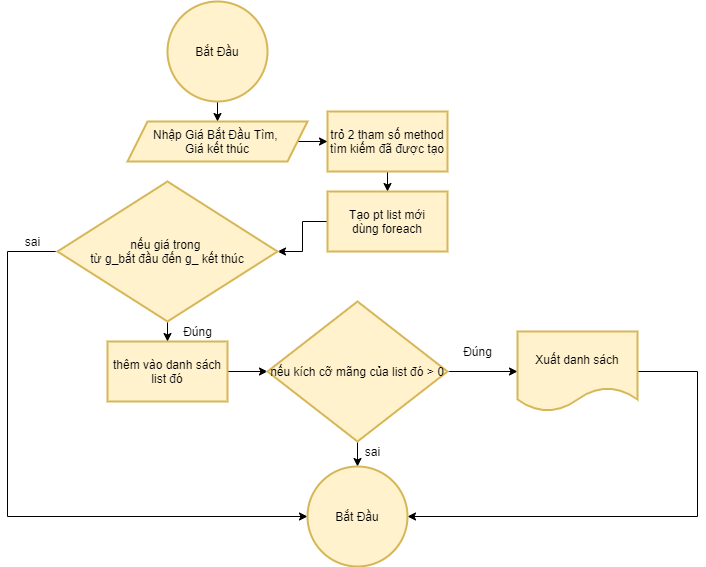 Bắt Đầu
Nhập Giá Bắt Đầu Tìm,
Giá kết thúc
trỏ 2 tham số method
tìm kiếm đã được tạo
Tạo pt list mới
dùng foreach
sai
nếu giá trong
từ g_bắt đầu đến g_ kết thúc
Đúng
thêm vào danh sách
list đó
nếu kích cỡ mãng của list đó > 0
Đúng
Xuất danh sách
sai
Bắt Đầu